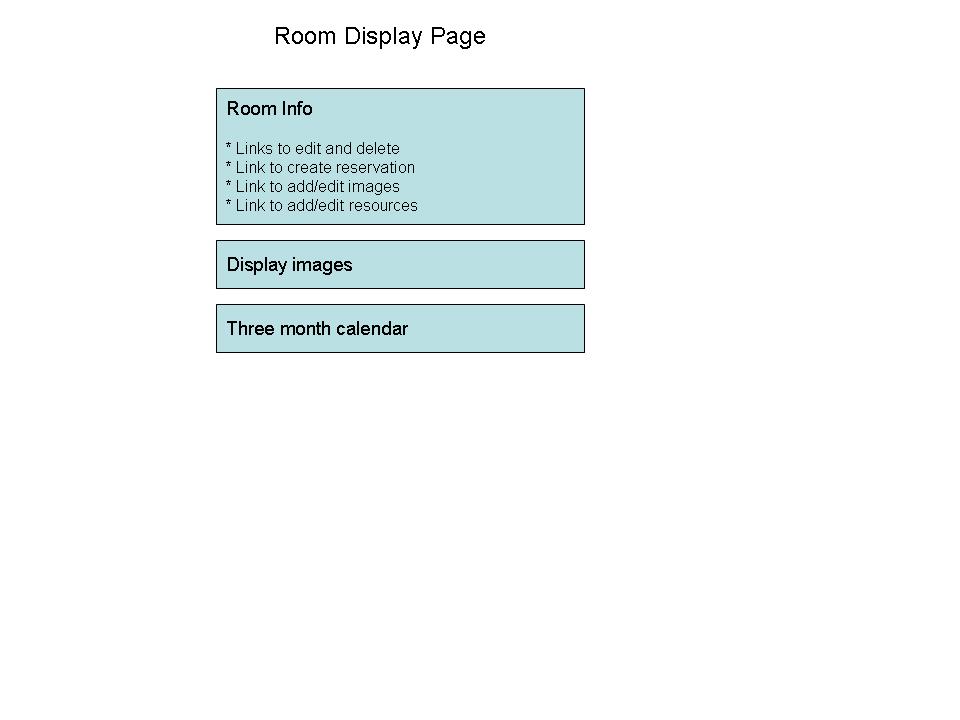 Room Display Page
Room Info
* Links to edit and delete
* Link to create reservation
* Link to add/edit images
* Link to add/edit resources
Display images
Three month calendar